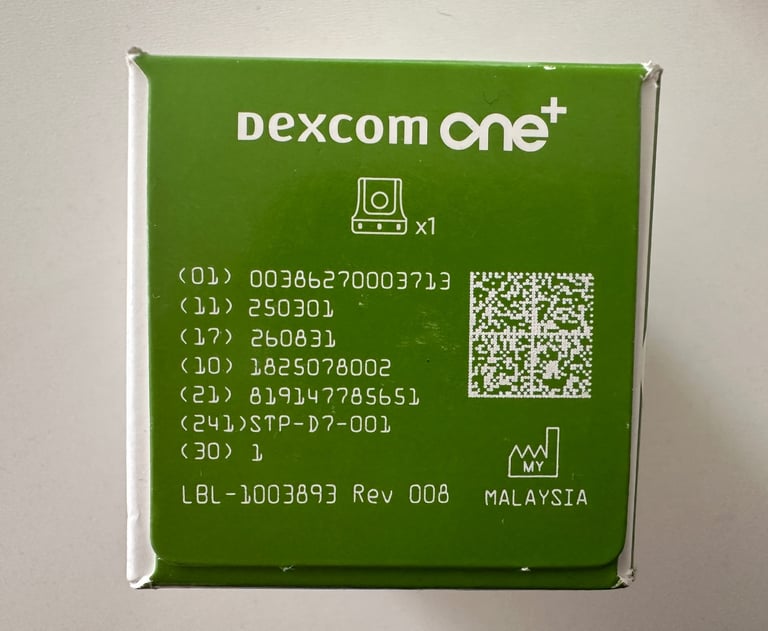 Dexcom ONE+
x1
(01) 00386270003713
(11) 250301
(17) 260831
(10) 1825078002
(21) 819147785651
(241)STP-D7-001
(30) 1
MY
LBL-1003893 Rev 008
MALAYSIA